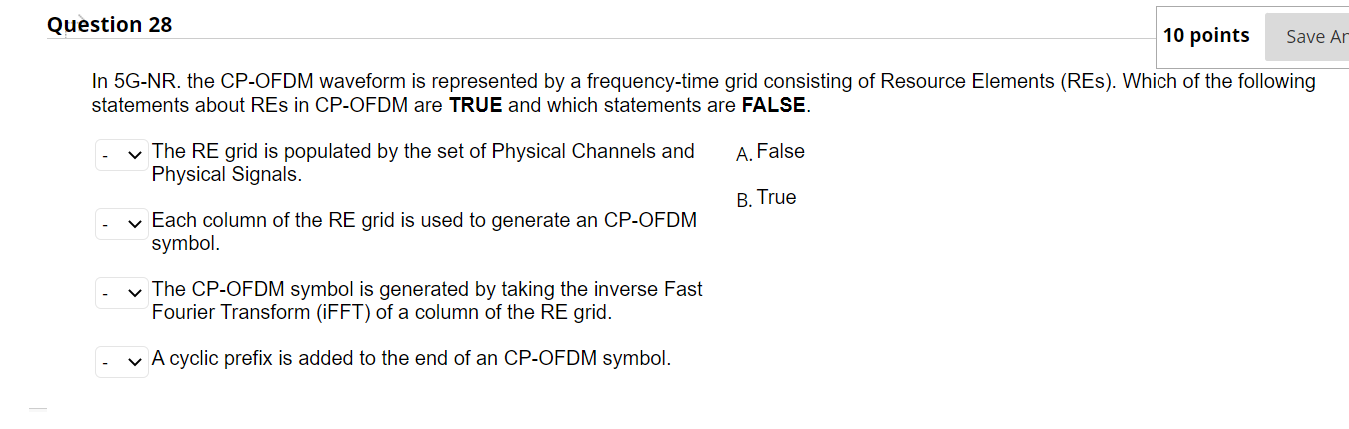 Question 28
10 points
Save Ar
In 5G-NR. the CP-OFDM waveform is represented by a frequency-time grid consisting of Resource Elements (REs). Which of the following
statements about REs in CP-OFDM are TRUE and which statements are FALSE.
- The RE grid is populated by the set of Physical Channels and
Physical Signals.
A. False
B. True
- Each column of the RE grid is used to generate an CP-OFDM
symbol.
- The CP-OFDM symbol is generated by taking the inverse Fast
Fourier Transform (iFFT) of a column of the RE grid.
- A cyclic prefix is added to the end of an CP-OFDM symbol.